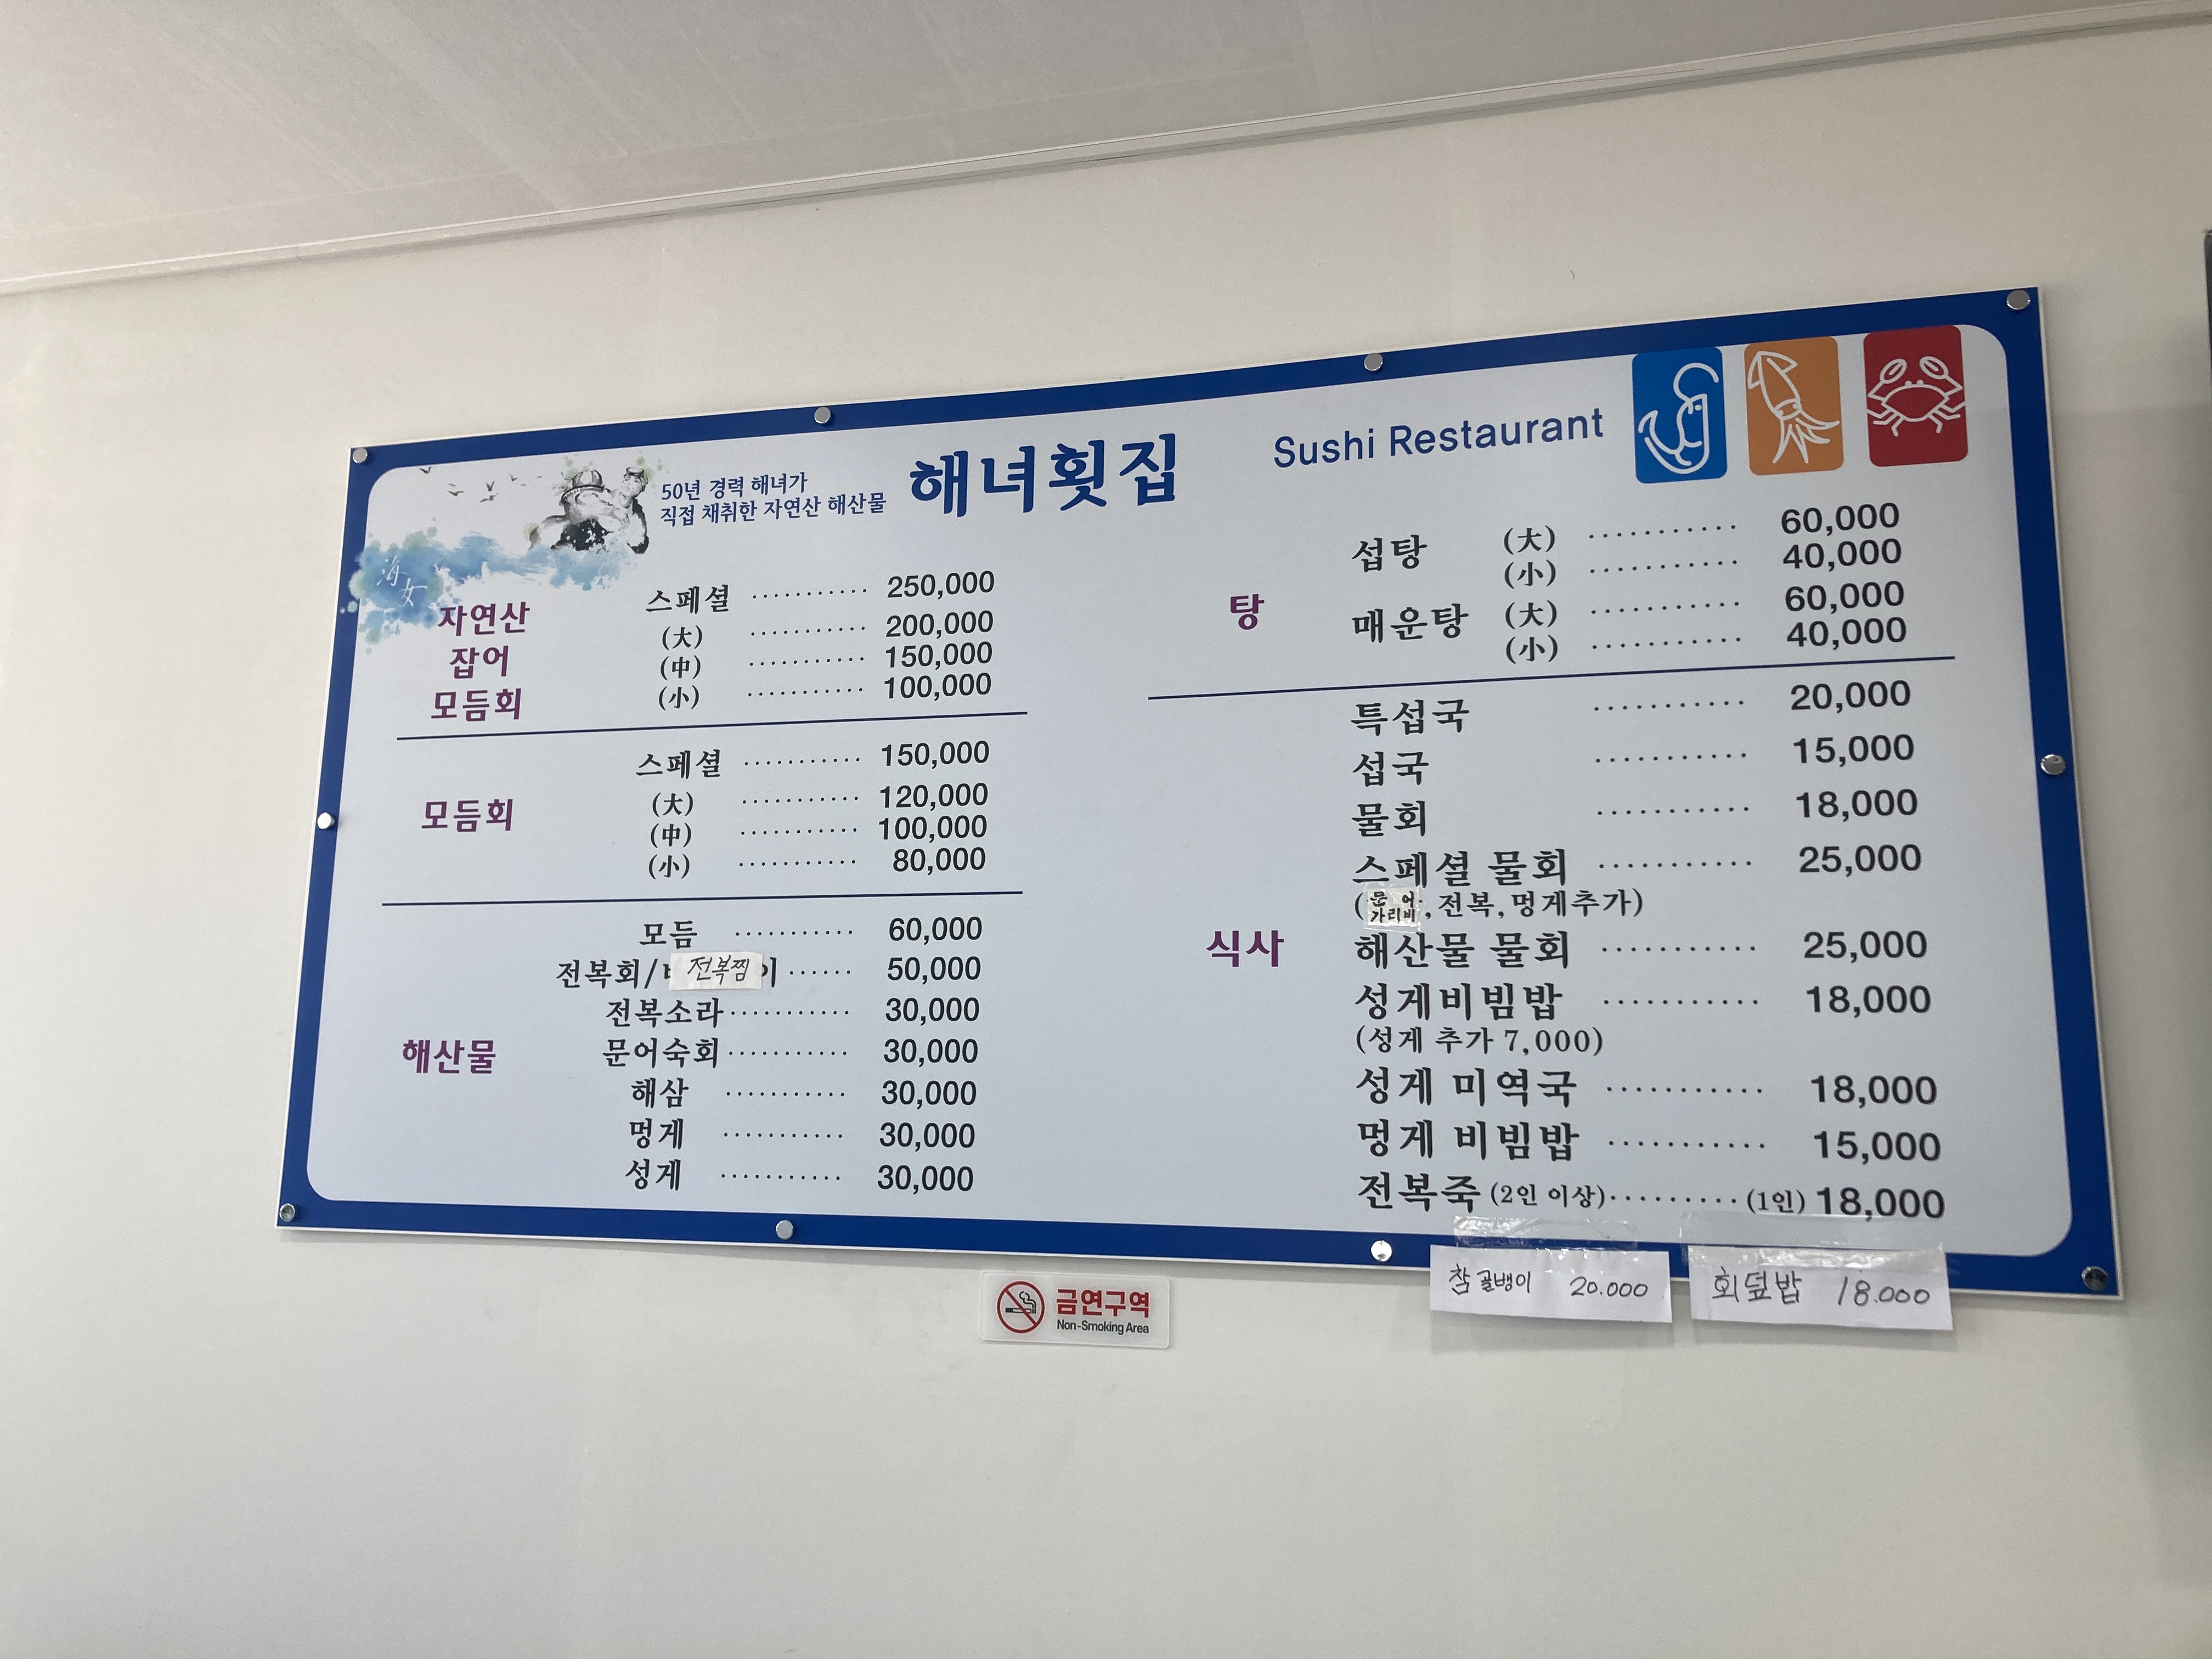 50년 경력 해녀가
직접 채취한 자연산 해산물
해녀횟집
Sushi Restaurant
海女
자연산
잡어
모듬회
스페셜 ........... 250,000
(大) ........... 200,000
(中) ........... 150,000
(小) ........... 100,000
모듬회
스페셜 ........... 150,000
(大) ........... 120,000
(中) ........... 100,000
(小) ........... 80,000
해산물
모듬 ........... 60,000
전복회/ 전복찜 이 ...... 50,000
전복소라 ........... 30,000
문어숙회 ........... 30,000
해삼 ........... 30,000
멍게 ........... 30,000
성게 ........... 30,000
탕
섭탕 (大) ........... 60,000
(小) ........... 40,000
매운탕 (大) ........... 60,000
(小) ........... 40,000
식사
특섭국 ........... 20,000
섭국 ........... 15,000
물회 ........... 18,000
스페셜 물회 ........... 25,000
(문어 가리비, 전복, 멍게추가)
해산물 물회 ........... 25,000
성게비빔밥 ........... 18,000
(성게 추가 7,000)
성게 미역국 ........... 18,000
멍게 비빔밥 ........... 15,000
전복죽 (2인 이상) ......... (1인) 18,000
참골뱅이 20.000
회덮밥 18.000
금연구역
Non-Smoking Area